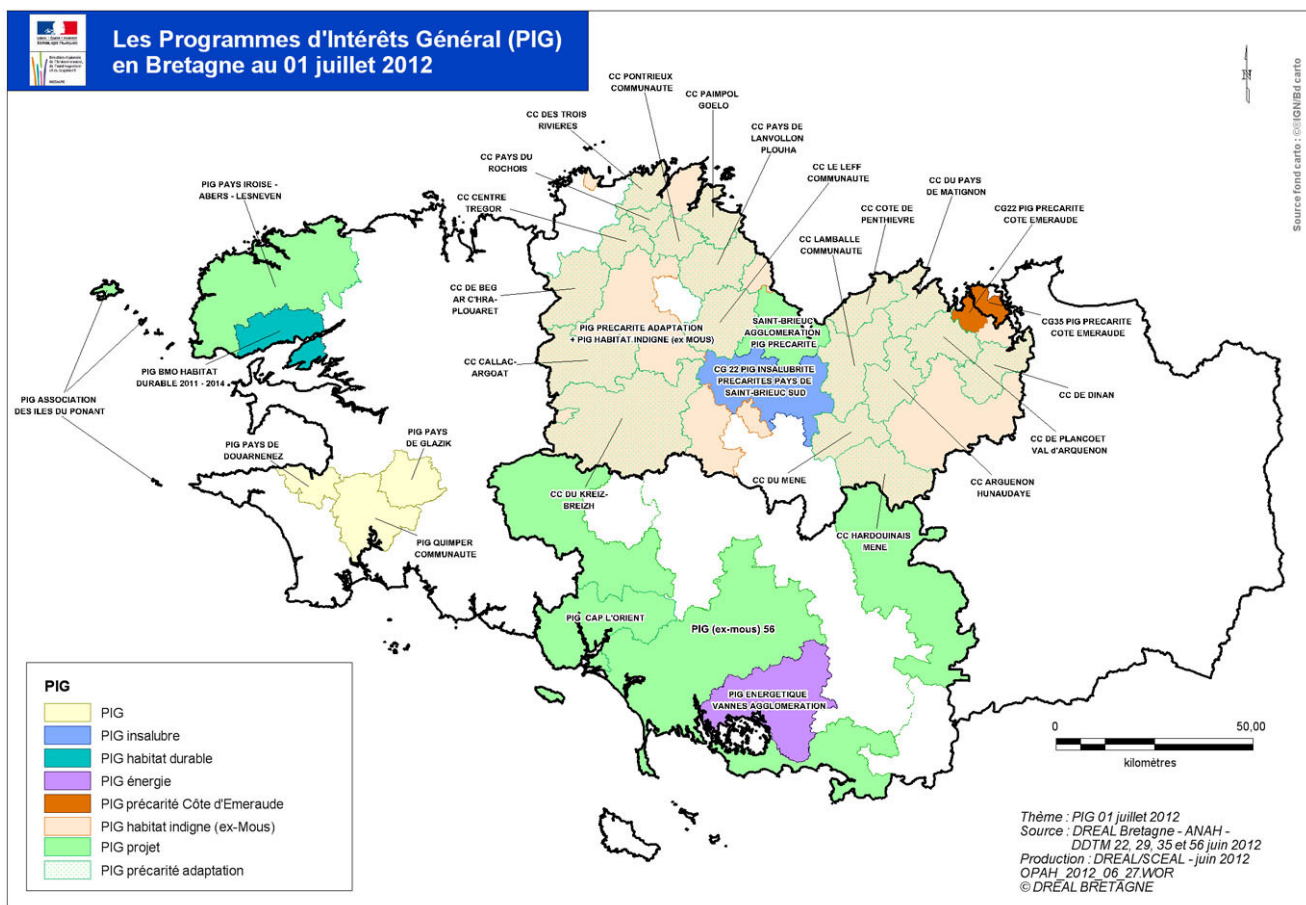 Les Programmes d'Intérêts Général (PIG)
en Bretagne au 01 juillet 2012
N
Source fond carto : ©®IGN/Bd carto
CC PONTRIEUX
COMMUNAUTE
CC PAIMPOL
GOELO
CC DES TROIS
RIVIERES
CC PAYS DE
LANVOLLON
PLOUHA
CC PAYS DU
ROCHOIS
CC LE LEFF
COMMUNAUTE
CC DU PAYS
DE MATIGNON
PIG PAYS IROISE -
ABERS - LESNEVEN
CC CENTRE
TREGOR
CC COTE DE
PENTHIEVRE
CG22 PIG PRECARITE
COTE EMERAUDE
CC LAMBALLE
COMMUNAUTE
CC DE BEG
AR C'HRA-
PLOUARET
PIG PRECARITE ADAPTATION
+ PIG HABITAT INDIGNE (ex MOUS)
SAINT-BRIEUC
AGGLOMERATION
PIG PRECARITE
CG35 PIG PRECARITE
COTE EMERAUDE
CC CALLAC-
ARGOAT
CG 22 PIG INSALUBRITE
PRECARITES PAYS DE
SAINT-BRIEUC SUD
PIG BMO HABITAT
DURABLE 2011 - 2014
CC DE DINAN
PIG ASSOCIATION
DES ILES DU PONANT
PIG PAYS
DE GLAZIK
PIG PAYS DE
DOUARNENEZ
CC DE PLANCOET
VAL d'ARQUENON
CC DU MENE
CC ARGUENON
HUNAUDAYE
CC DU KREIZ-
BREIZH
CC HARDOUINAIS
MENE
PIG QUIMPER
COMMUNAUTE
PIG CAP L'ORIENT
PIG (ex-mous) 56
PIG ENERGETIQUE
VANNES AGGLOMERATION
PIG
PIG
PIG insalubre
PIG habitat durable
PIG énergie
PIG précarité Côte d'Emeraude
PIG habitat indigne (ex-Mous)
PIG projet
PIG précarité adaptation
0 50,00
kilomètres
Thème : PIG 01 juillet 2012
Source : DREAL Bretagne - ANAH -
DDTM 22, 29, 35 et 56 juin 2012
Production : DREAL/SCEAL - juin 2012
OPAH_2012_06_27.WOR
© DREAL BRETAGNE